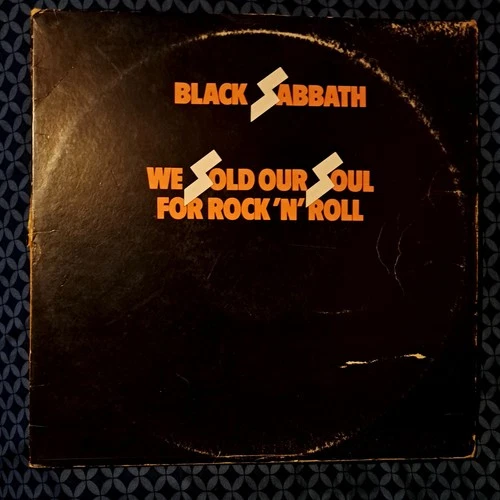 BLACK SABBATH
WE SOLD OUR SOUL
FOR ROCK 'N' ROLL